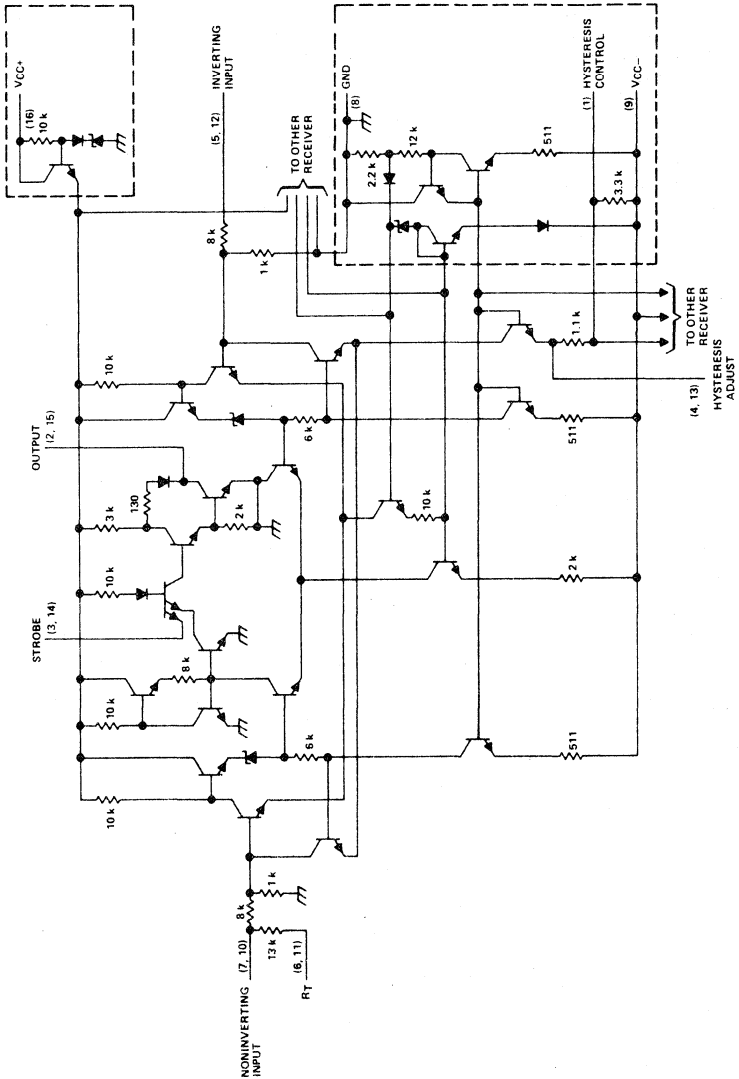 VCC+
(16)
10 k
INVERTING
INPUT
(5, 12)
GND
(8)
(1)
HYSTERESIS
CONTROL
(9)
VCC−
TO OTHER
RECEIVER
8 k
1 k
2.2 k
12 k
511
3.3 k
10 k
OUTPUT
(2, 15)
6 k
511
1.1 k
TO OTHER
RECEIVER
(4, 13)
HYSTERESIS
ADJUST
130
3 k
2 k
10 k
10 k
2 k
STROBE
(3, 14)
8 k
10 k
6 k
511
10 k
8 k
1 k
13 k
NONINVERTING
INPUT
(7, 10)
RT
(6, 11)